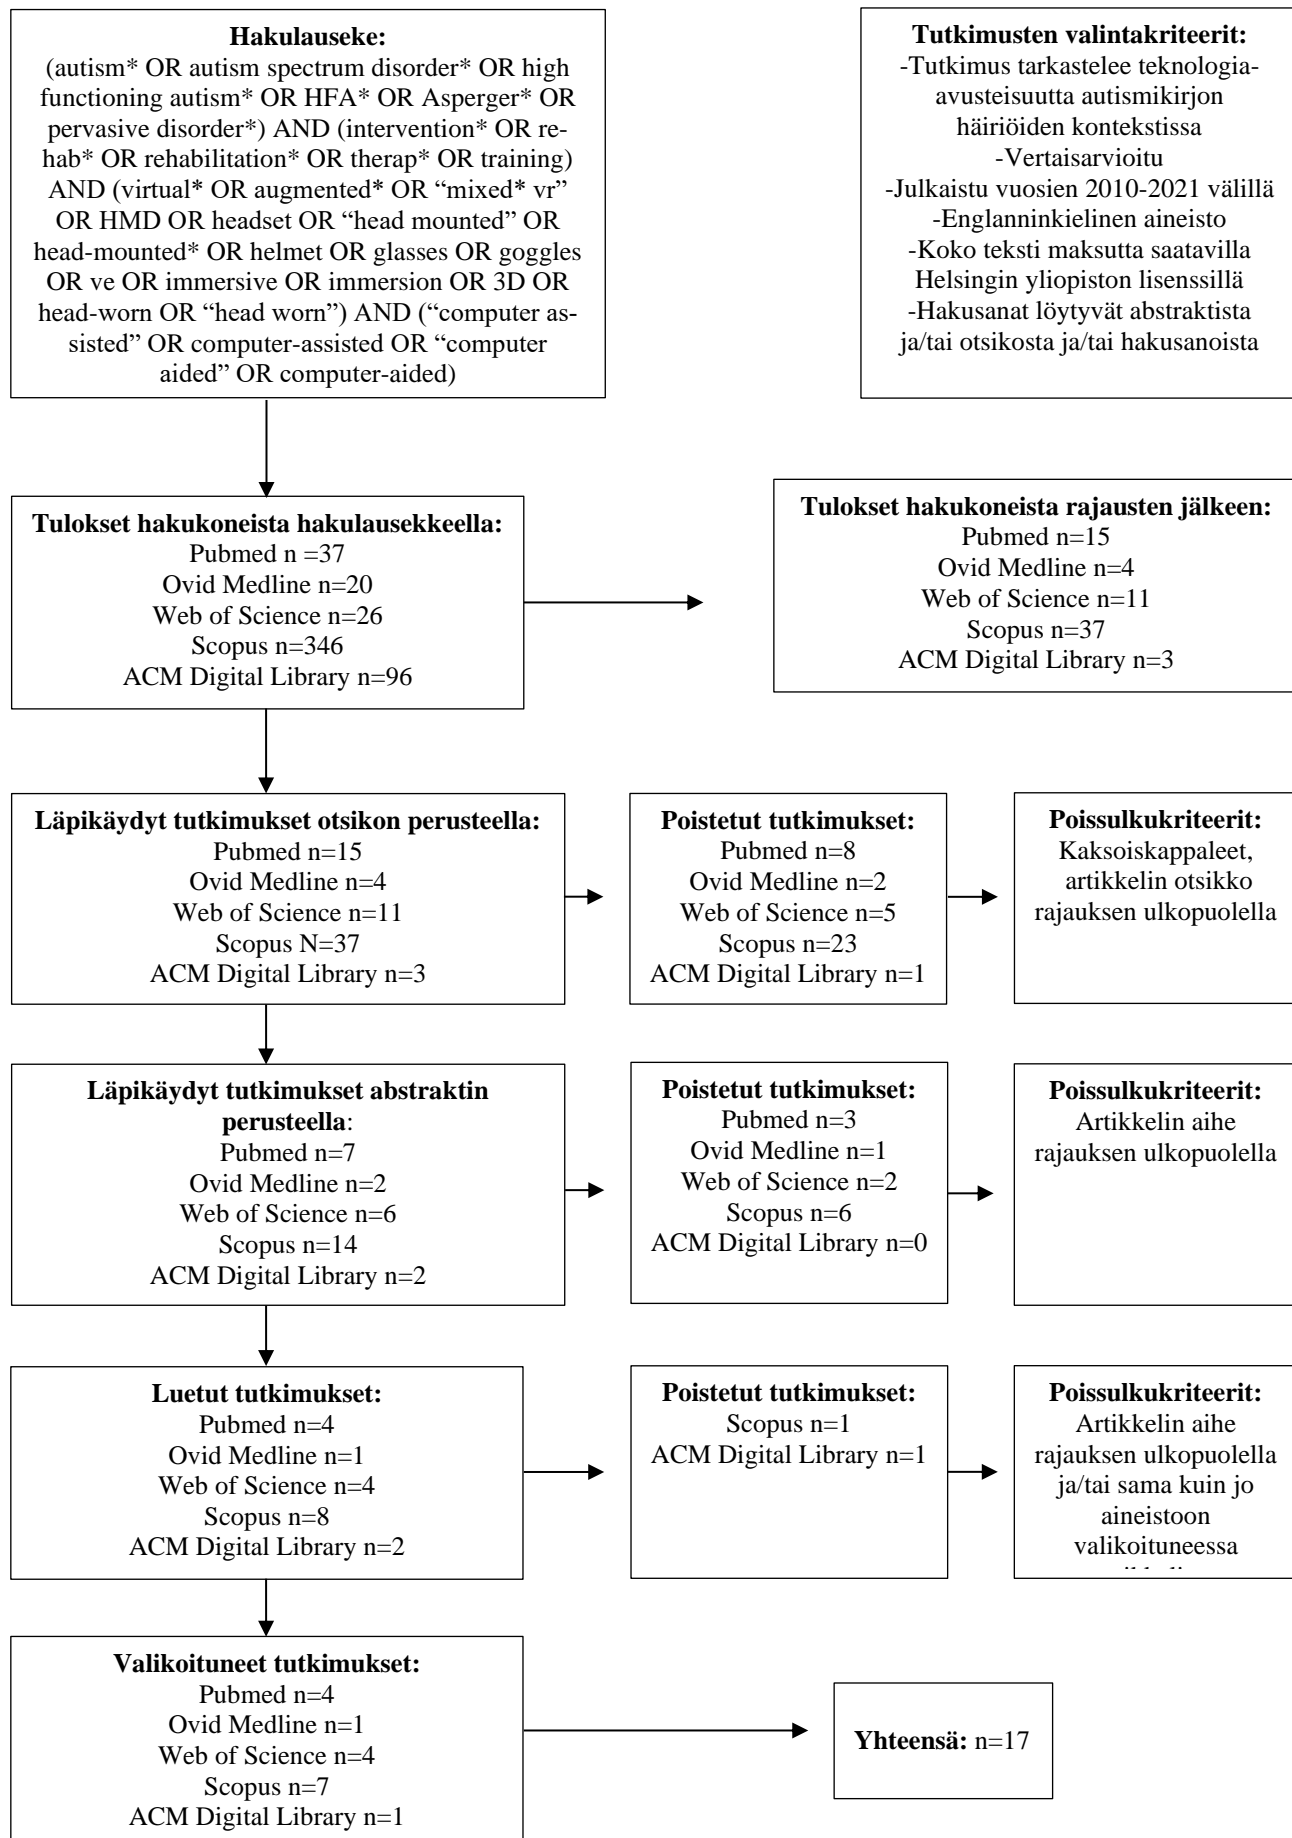 Hakulauseke:
(autism* OR autism spectrum disorder* OR high
functioning autism* OR HFA* OR Asperger* OR
pervasive disorder*) AND (intervention* OR re-
hab* OR rehabilitation* OR therap* OR training)
AND (virtual* OR augmented* OR “mixed* vr”
OR HMD OR headset OR “head mounted” OR
head-mounted* OR helmet OR glasses OR goggles
OR ve OR immersive OR immersion OR 3D OR
head-worn OR “head worn”) AND (“computer as-
sisted” OR computer-assisted OR “computer
aided” OR computer-aided)
Tutkimusten valintakriteerit:
-Tutkimus tarkastelee teknologia-
avusteisuutta autismikirjon
häiriöiden kontekstissa
-Vertaisarvioitu
-Julkaistu vuosien 2010-2021 välillä
-Englanninkielinen aineisto
-Koko teksti maksutta saatavilla
Helsingin yliopiston lisenssillä
-Hakusanat löytyvät abstraktista
ja/tai otsikosta ja/tai hakusanoista
Tulokset hakukoneista hakulausekkeella:
Pubmed n =37
Ovid Medline n=20
Web of Science n=26
Scopus n=346
ACM Digital Library n=96
Tulokset hakukoneista rajausten jälkeen:
Pubmed n=15
Ovid Medline n=4
Web of Science n=11
Scopus n=37
ACM Digital Library n=3
Läpikäydyt tutkimukset otsikon perusteella:
Pubmed n=15
Ovid Medline n=4
Web of Science n=11
Scopus N=37
ACM Digital Library n=3
Poistetut tutkimukset:
Pubmed n=8
Ovid Medline n=2
Web of Science n=5
Scopus n=23
ACM Digital Library n=1
Poissulkukriteerit:
Kaksoiskappaleet,
artikkelin otsikko
rajauksen ulkopuolella
Läpikäydyt tutkimukset abstraktin
perusteella:
Pubmed n=7
Ovid Medline n=2
Web of Science n=6
Scopus n=14
ACM Digital Library n=2
Poistetut tutkimukset:
Pubmed n=3
Ovid Medline n=1
Web of Science n=2
Scopus n=6
ACM Digital Library n=0
Poissulkukriteerit:
Artikkelin aihe
rajauksen ulkopuolella
Luetut tutkimukset:
Pubmed n=4
Ovid Medline n=1
Web of Science n=4
Scopus n=8
ACM Digital Library n=2
Poistetut tutkimukset:
Scopus n=1
ACM Digital Library n=1
Poissulkukriteerit:
Artikkelin aihe
rajauksen ulkopuolella
ja/tai sama kuin jo
aineistoon
valikoituneessa
Valikoituneet tutkimukset:
Pubmed n=4
Ovid Medline n=1
Web of Science n=4
Scopus n=7
ACM Digital Library n=1
Yhteensä: n=17